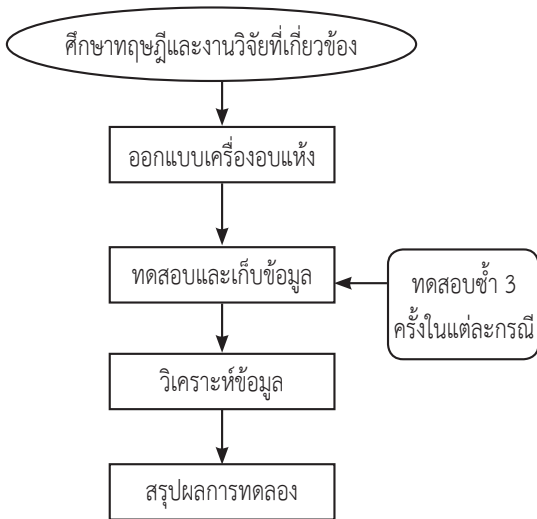 ศึกษาทฤษฎีและงานวิจัยที่เกี่ยวข้อง
ออกแบบเครื่องอบแห้ง
ทดสอบและเก็บข้อมูล
ทดสอบซ้ำ 3
ครั้งในแต่ละกรณี
วิเคราะห์ข้อมูล
สรุปผลการทดลอง